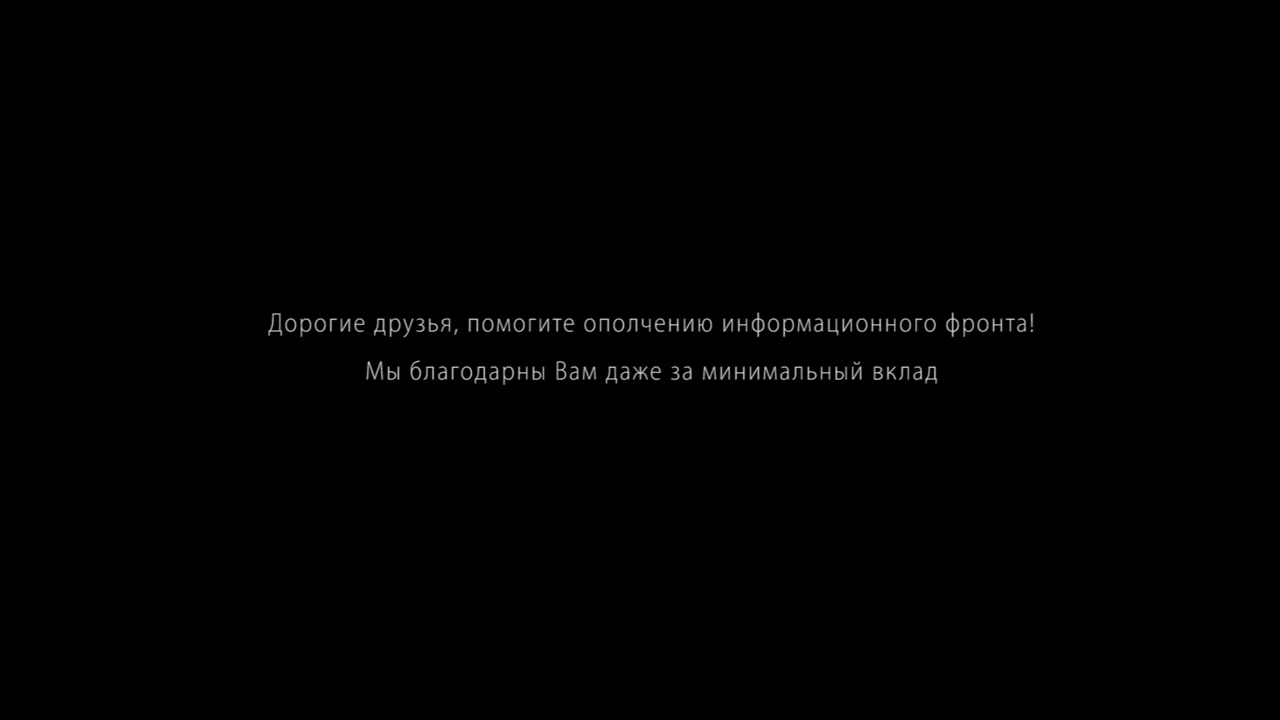 Дорогие друзья, помогите ополчению информационного фронта!
Мы благодарны Вам даже за минимальный вклад